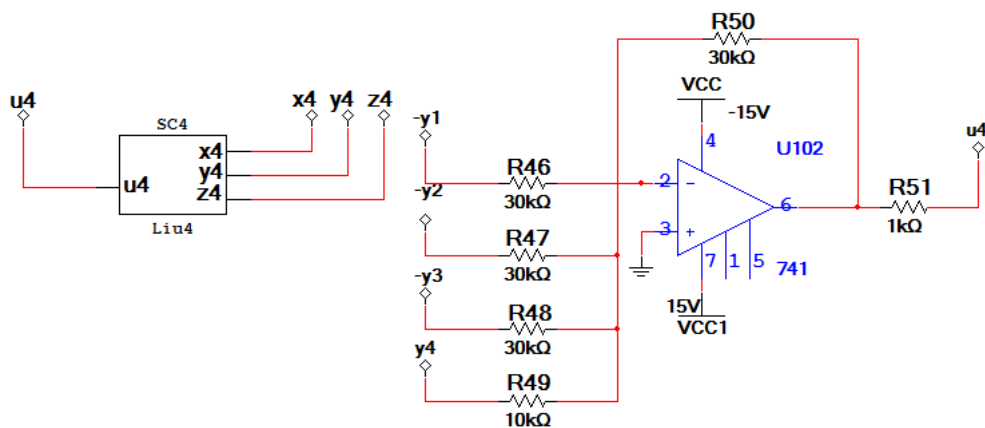 R50
30kΩ
VCC
-15V
u4
x4 y4 z4
SC4
x4
y4
z4
u4
Liu4
-y1
R46
30kΩ
-y2
R47
30kΩ
-y3
R48
30kΩ
y4
R49
10kΩ
4
U102
2
-
3
+
6
7
1
5
741
15V
VCC1
R51
1kΩ
u4